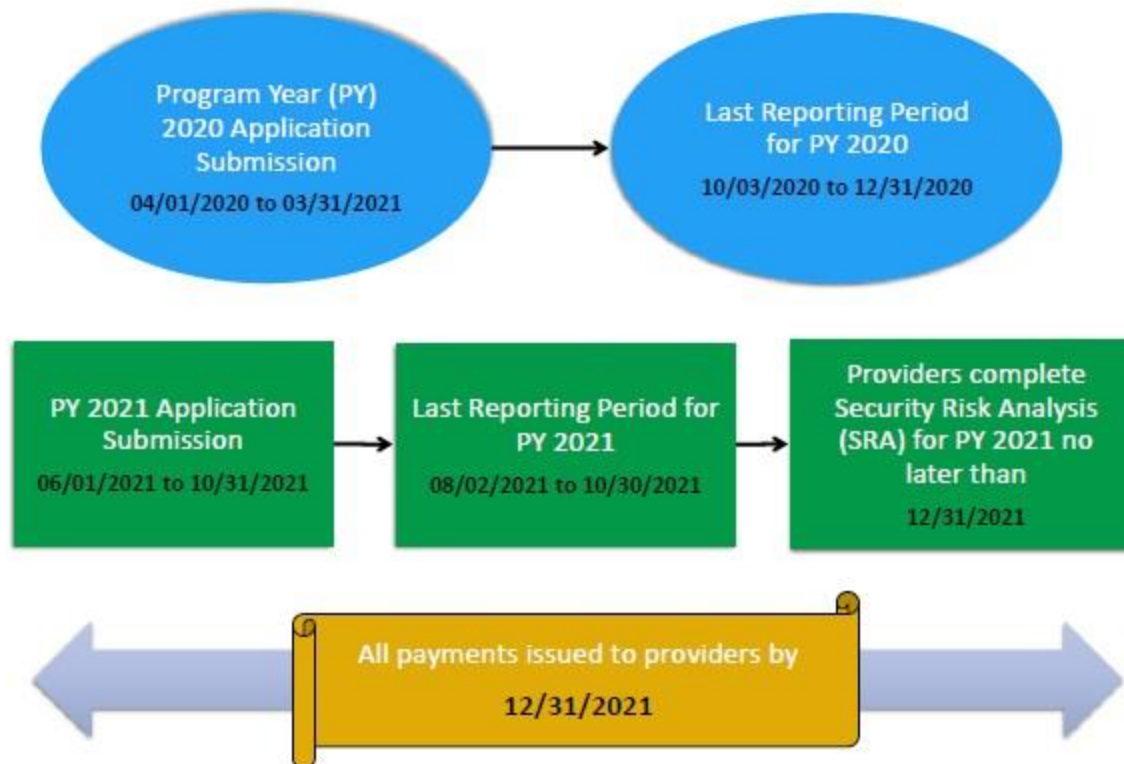 Program Year (PY)
2020 Application
Submission
04/01/2020 to 03/31/2021
Last Reporting Period
for PY 2020
10/03/2020 to 12/31/2020
PY 2021 Application
Submission
06/01/2021 to 10/31/2021
Last Reporting Period for
PY 2021
08/02/2021 to 10/30/2021
Providers complete
Security Risk Analysis
(SRA) for PY 2021 no
later than
12/31/2021
All payments issued to providers by
12/31/2021